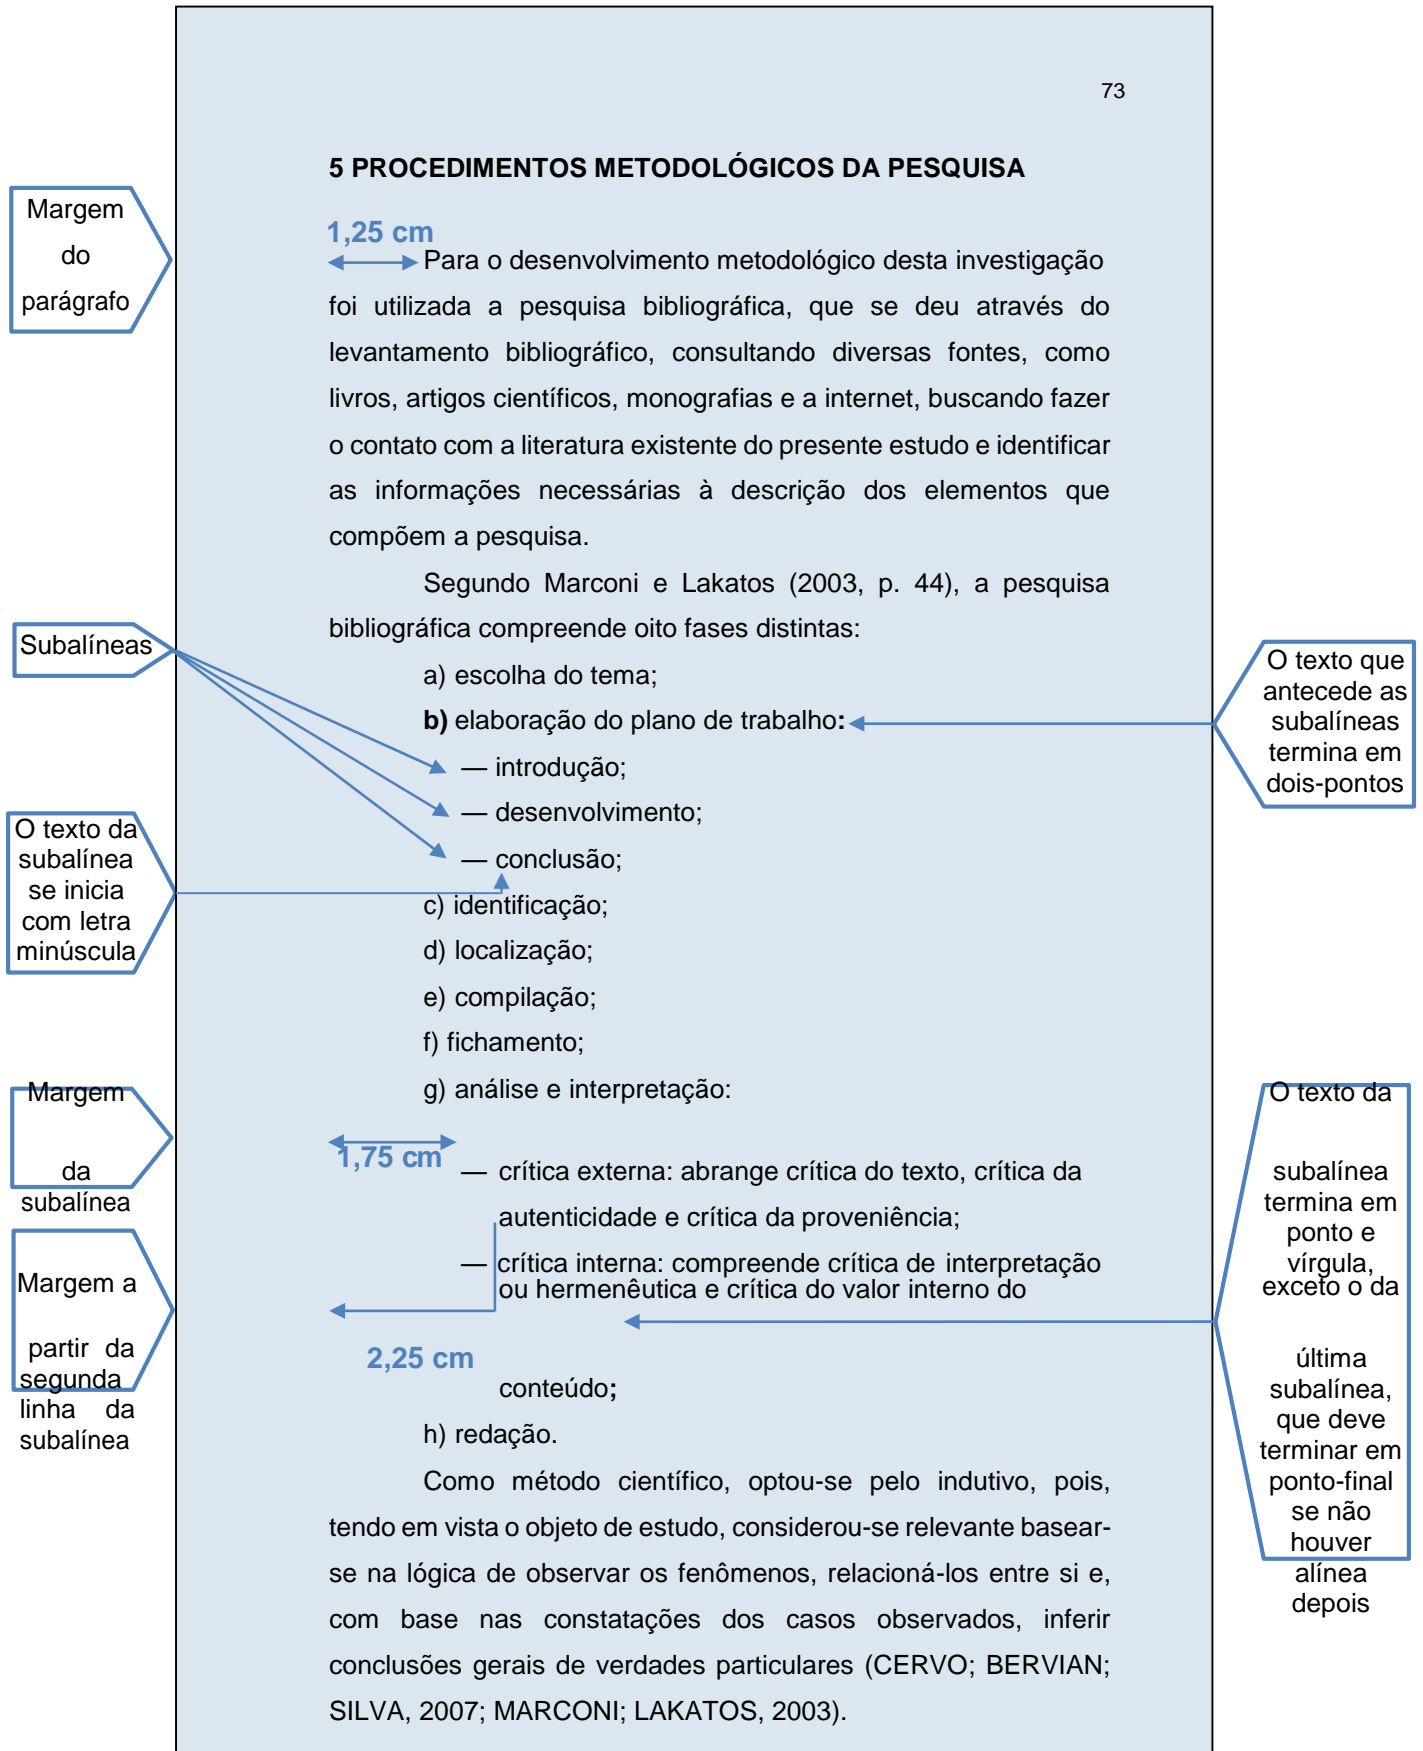 73
5 PROCEDIMENTOS METODOLÓGICOS DA PESQUISA
Margem
do
parágrafo
1,25 cm
Para o desenvolvimento metodológico desta investigação
foi utilizada a pesquisa bibliográfica, que se deu através do
levantamento bibliográfico, consultando diversas fontes, como
livros, artigos científicos, monografias e a internet, buscando fazer
o contato com a literatura existente do presente estudo e identificar
as informações necessárias à descrição dos elementos que
compõem a pesquisa.
Segundo Marconi e Lakatos (2003, p. 44), a pesquisa
bibliográfica compreende oito fases distintas:
Subalíneas
a) escolha do tema;
b) elaboração do plano de trabalho:
O texto que
antecede as
subalíneas
termina em
dois-pontos
— introdução;
— desenvolvimento;
— conclusão;
O texto da
subalínea
se inicia
com letra
minúscula
c) identificação;
d) localização;
e) compilação;
f) fichamento;
g) análise e interpretação:
Margem
da
subalínea
1,75 cm
— crítica externa: abrange crítica do texto, crítica da
autenticidade e crítica da proveniência;
— crítica interna: compreende crítica de interpretação
ou hermenêutica e crítica do valor interno do
Margem a
partir da
segunda
linha da
subalínea
2,25 cm
conteúdo;
O texto da
subalínea
termina em
ponto e
vírgula,
exceto o da
última
subalínea,
que deve
terminar em
ponto-final
se não
houver
alínea
depois
h) redação.
Como método científico, optou-se pelo indutivo, pois,
tendo em vista o objeto de estudo, considerou-se relevante basear-
se na lógica de observar os fenômenos, relacioná-los entre si e,
com base nas constatações dos casos observados, inferir
conclusões gerais de verdades particulares (CERVO; BERVIAN;
SILVA, 2007; MARCONI; LAKATOS, 2003).